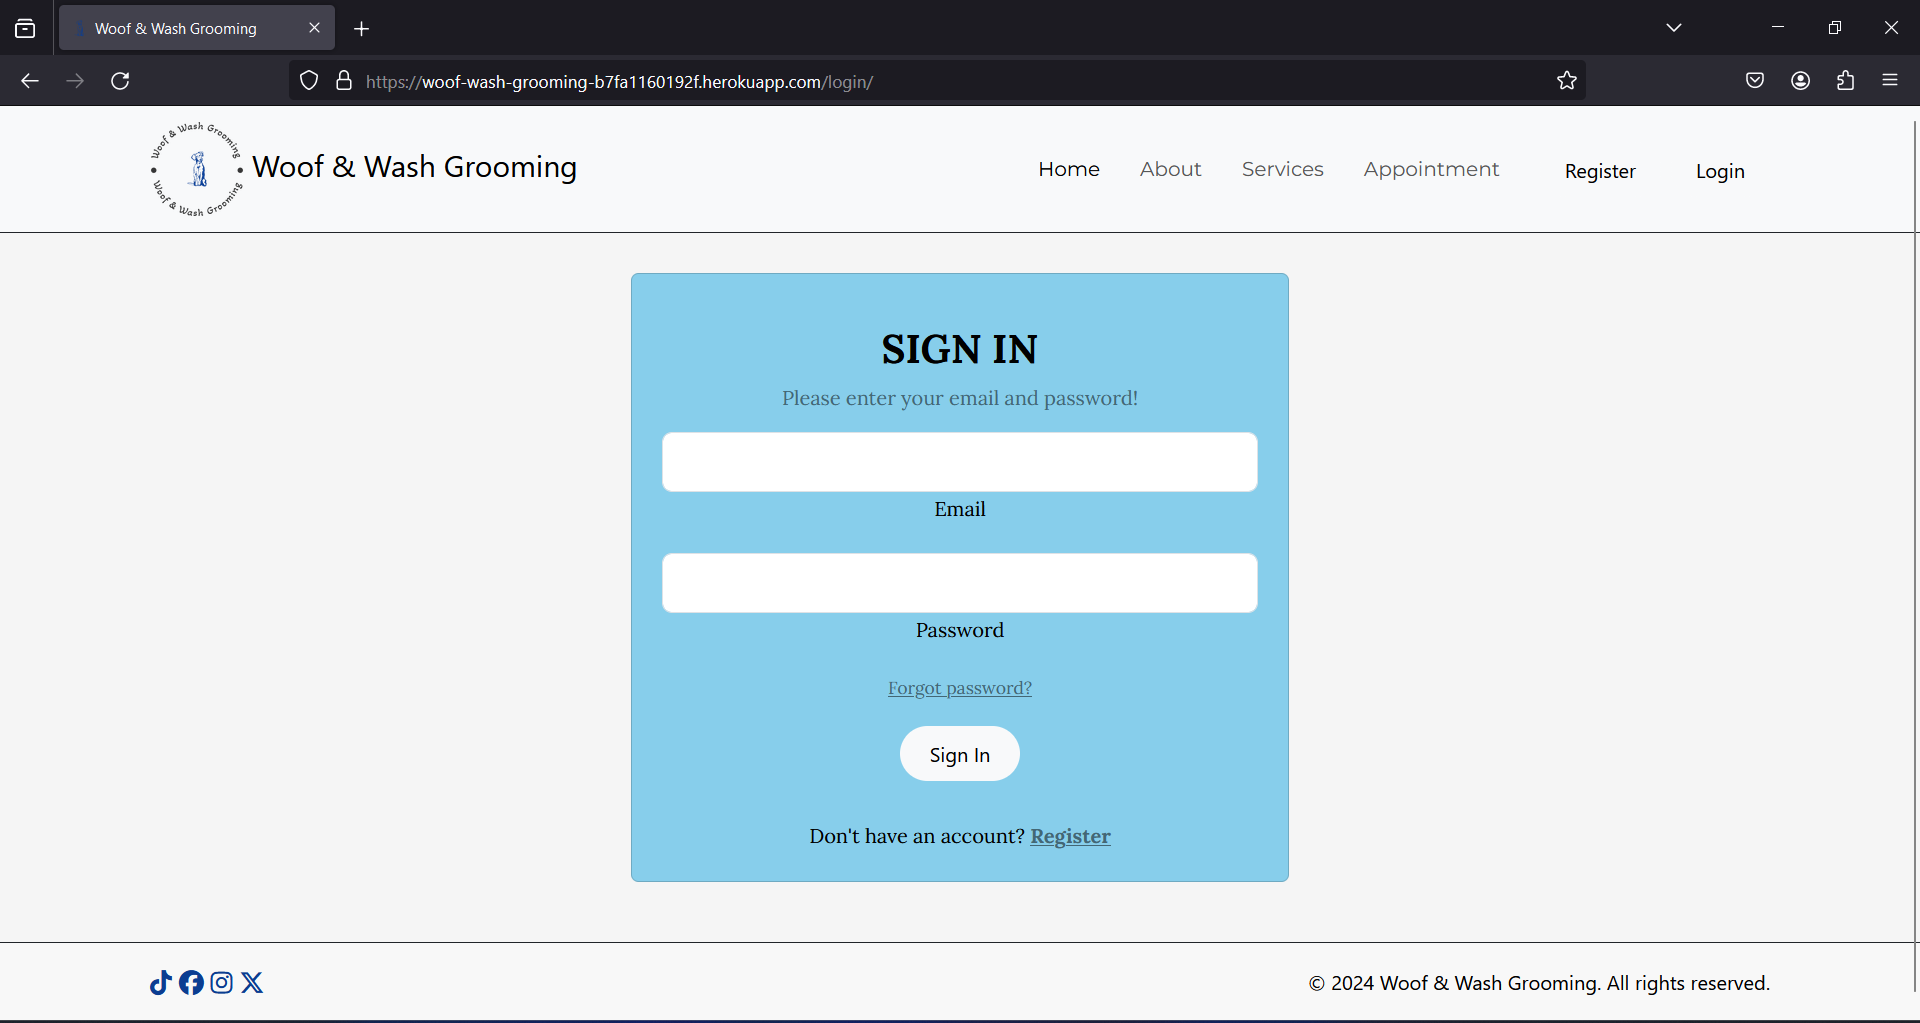 Woof & Wash Grooming
https://woof-wash-grooming-b7fa1160192f.herokuapp.com/login/
Woof & Wash Grooming
Woof & Wash Grooming
Woof & Wash Grooming
Home About Services Appointment Register Login
SIGN IN
Please enter your email and password!
Email
Password
Forgot password?
Sign In
Don't have an account? Register
© 2024 Woof & Wash Grooming. All rights reserved.